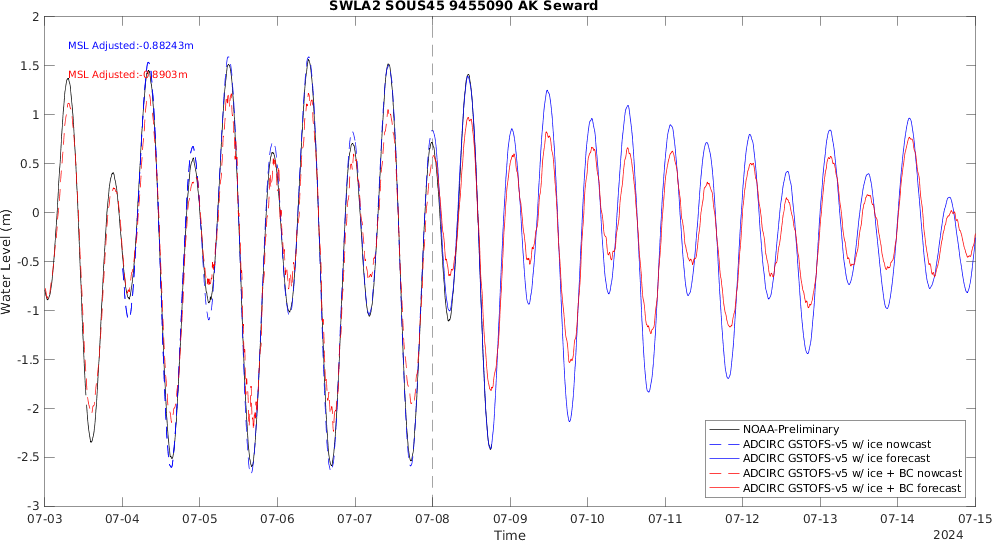 SWLA2 SOUS45 9455090 AK Seward
MSL Adjusted:-0.88243m
MSL Adjusted:-0.8903m
2
1.5
1
0.5
0
-0.5
-1
-1.5
-2
-2.5
-3
Water Level (m)
NOAA-Preliminary
ADCIRC GSTOFS-v5 w/ ice nowcast
ADCIRC GSTOFS-v5 w/ ice forecast
ADCIRC GSTOFS-v5 w/ ice + BC nowcast
ADCIRC GSTOFS-v5 w/ ice + BC forecast
07-03 07-04 07-05 07-06 07-07 07-08 07-09 07-10 07-11 07-12 07-13 07-14 07-15
Time
2024